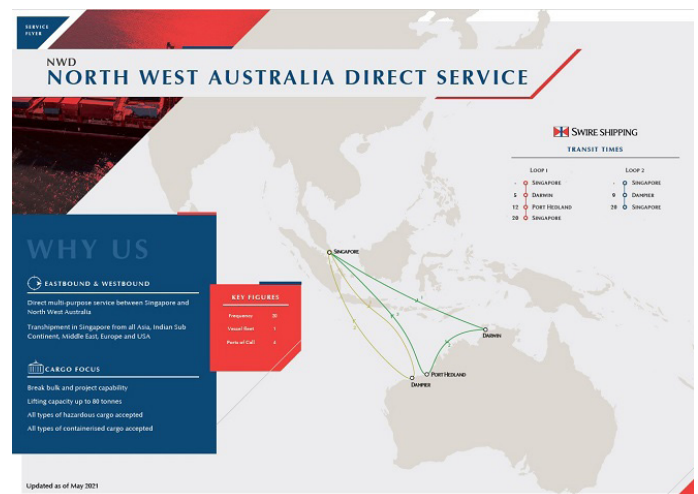 SERVICE
FLYER
NWD
NORTH WEST AUSTRALIA DIRECT SERVICE
SWIRE SHIPPING
TRANSIT TIMES
LOOP 1
- SINGAPORE
5 DARWIN
12 PORT HEDLAND
20 SINGAPORE
LOOP 2
- SINGAPORE
9 DAMPIER
20 SINGAPORE
WHY US
EASTBOUND & WESTBOUND
Direct multi-purpose service between Singapore and
North West Australia
Transhipment in Singapore from all Asia, Indian Sub
Continent, Middle East, Europe and USA
CARGO FOCUS
Break bulk and project capability
Lifting capacity up to 80 tonnes
All types of hazardous cargo accepted
All types of containerised cargo accepted
KEY FIGURES
Frequency 20
Vessel fleet 1
Ports of Call 4
SINGAPORE
DARWIN
PORT HEDLAND
DAMPIER
Updated as of May 2021